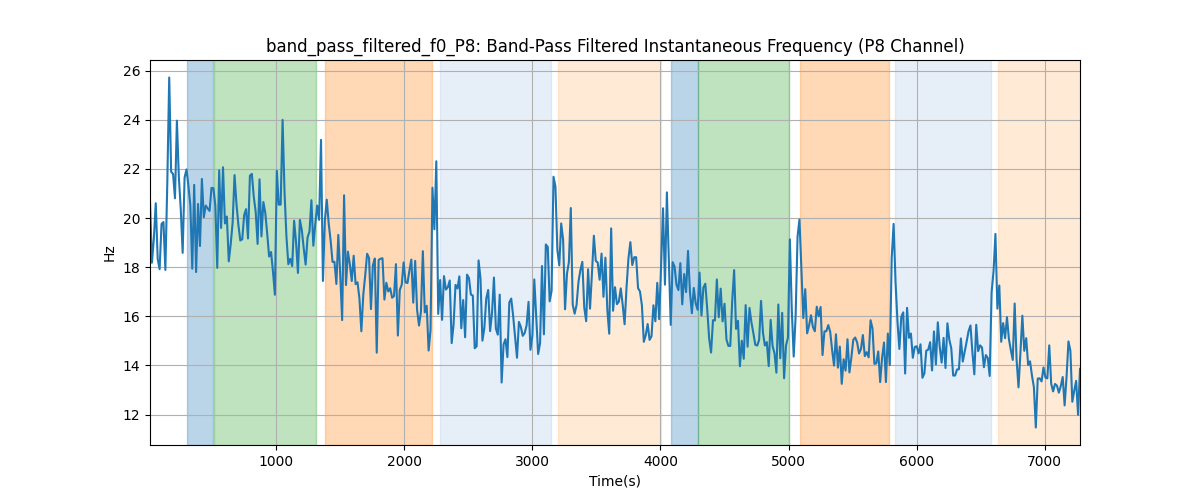 band_pass_filtered_f0_P8: Band-Pass Filtered Instantaneous Frequency (P8 Channel)
26
24
22
20
18
16
14
12
Hz
1000 2000 3000 4000 5000 6000 7000
Time(s)